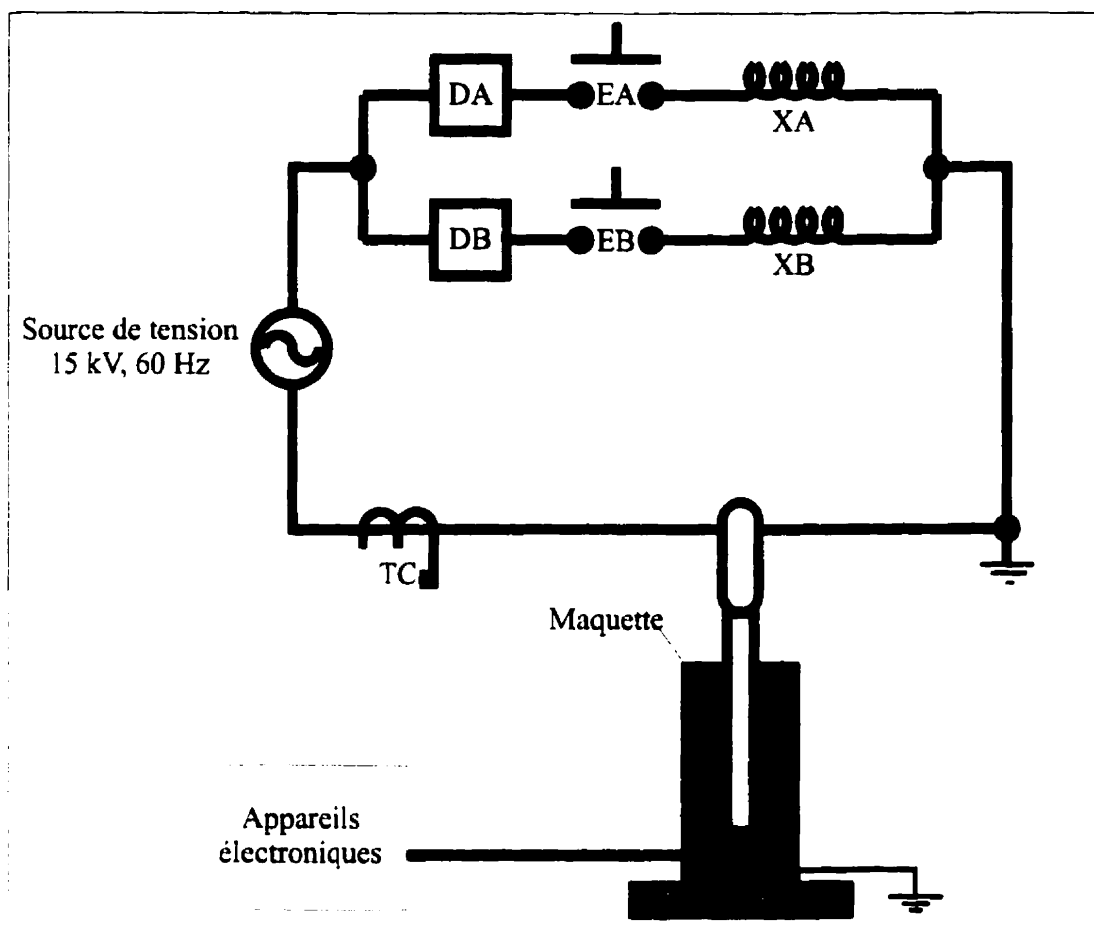 DA
EA
XA
DB
EB
XB
Source de tension
15 kV, 60 Hz
TC
Maquette
Appareils
électroniques